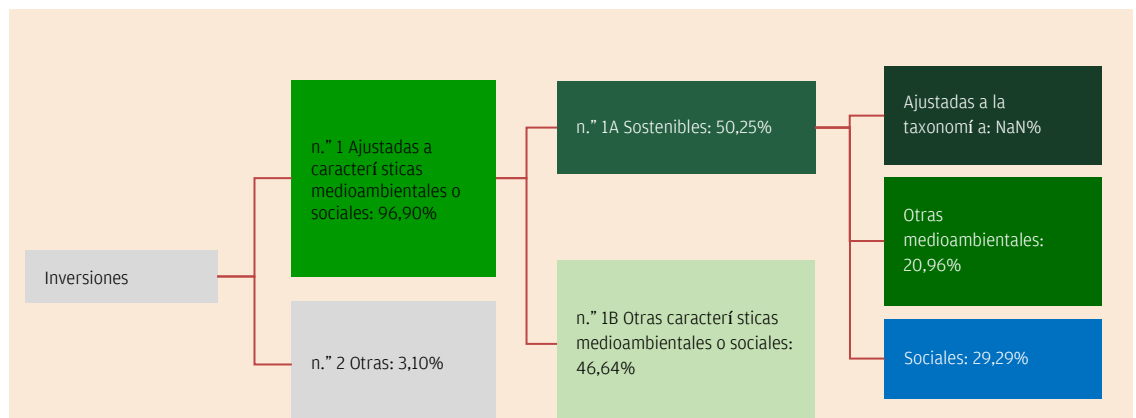 Inversiones
n.” 1 Ajustadas a
caracterí sticas
medioambientales o
sociales: 96,90%
n.” 2 Otras: 3,10%
n.” 1A Sostenibles: 50,25%
n.” 1B Otras caracterí sticas
medioambientales o sociales:
46,64%
Ajustadas a la
taxonomí a: NaN%
Otras
medioambientales:
20,96%
Sociales: 29,29%